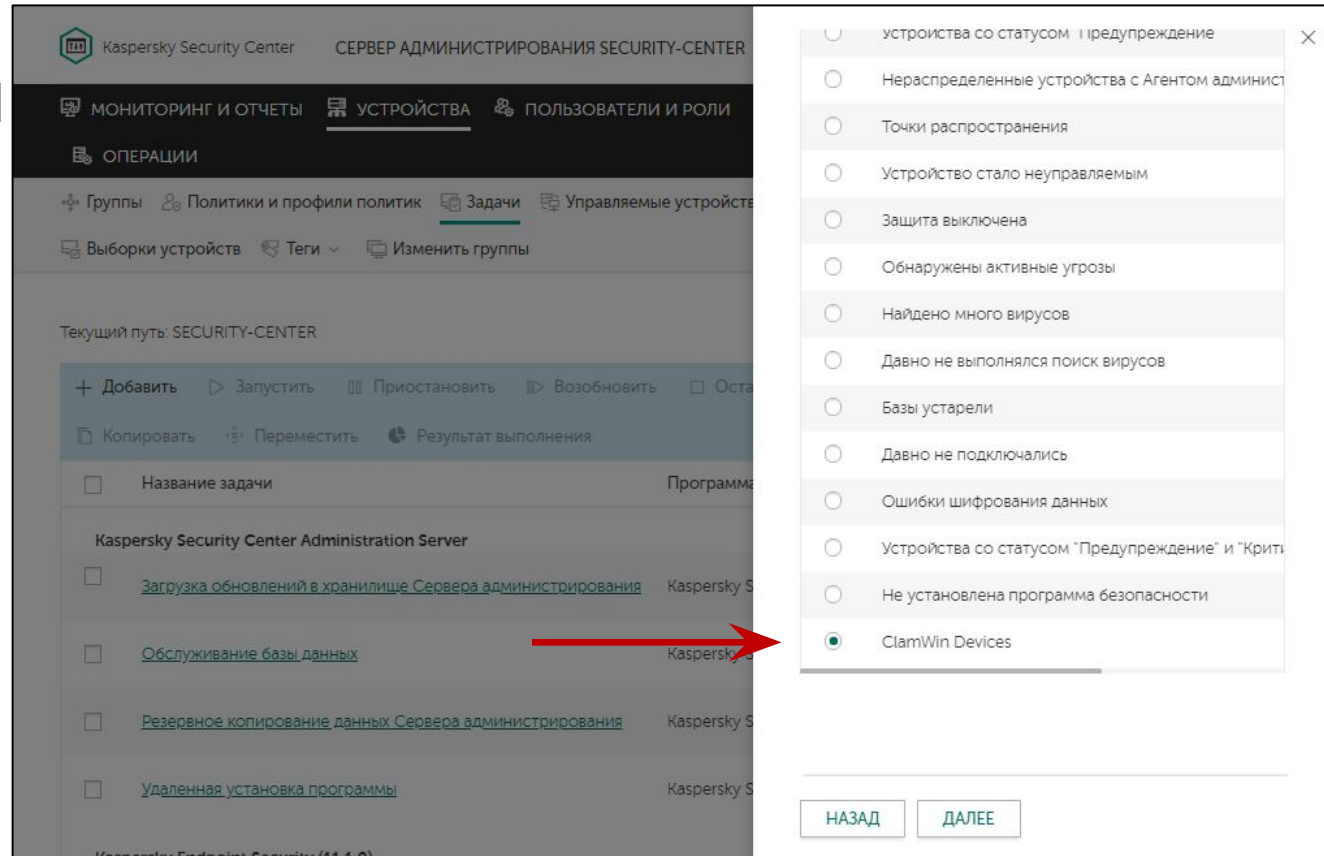 Kaspersky Security Center СЕРВЕР АДМИНИСТРИРОВАНИЯ SECURITY-CENTER
МОНИТОРИНГ И ОТЧЕТЫ УСТРОЙСТВА ПОЛЬЗОВАТЕЛИ И РОЛИ
ОПЕРАЦИИ
Группы Политики и профили политик Задачи Управляемые устройств
Выборки устройств Теги Изменить группы
Текущий путь: SECURITY-CENTER
+ Добавить Запустить Приостановить Возобновить Оста
Копировать Переместить Результат выполнения
Название задачи Программа
Kaspersky Security Center Administration Server
Загрузка обновлений в хранилище Сервера администрирования Kaspersky S
Обслуживание базы данных Kaspersky S
Резервное копирование данных Сервера администрирования Kaspersky S
Удаленная установка программы Kaspersky S
Kaspersky Endpoint Security (11.1.0)
Устройства со статусом "Предупреждение"
Нераспределенные устройства с Агентом админист
Точки распространения
Устройство стало неуправляемым
Защита выключена
Обнаружены активные угрозы
Найдено много вирусов
Давно не выполнялся поиск вирусов
Базы устарели
Давно не подключались
Ошибки шифрования данных
Устройства со статусом "Предупреждение" и "Крити
Не установлена программа безопасности
ClamWin Devices
НАЗАД ДАЛЕЕ